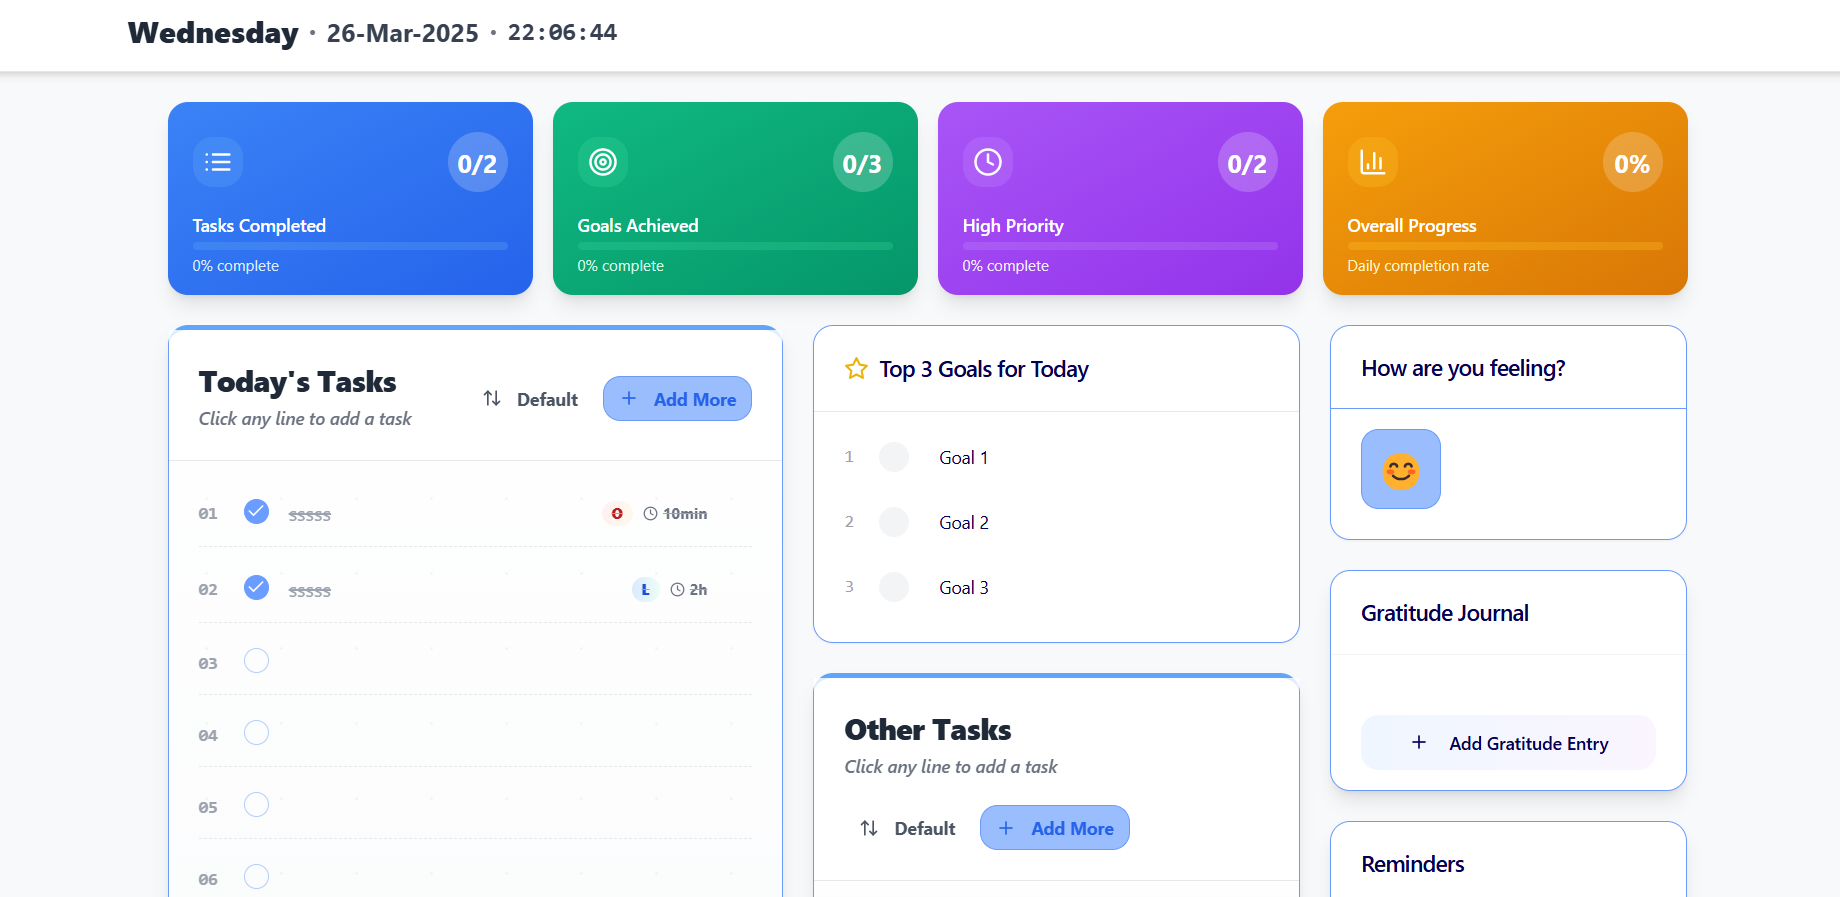 Wednesday • 26-Mar-2025 • 22:06:44
0/2
Tasks Completed
0% complete
0/3
Goals Achieved
0% complete
0/2
High Priority
0% complete
0%
Overall Progress
Daily completion rate
Today's Tasks
Click any line to add a task
Default
+ Add More
01 sssss 10min
02 sssss L 2h
03
04
05
06
Top 3 Goals for Today
1 Goal 1
2 Goal 2
3 Goal 3
Other Tasks
Click any line to add a task
Default
+ Add More
How are you feeling?
Gratitude Journal
+ Add Gratitude Entry
Reminders